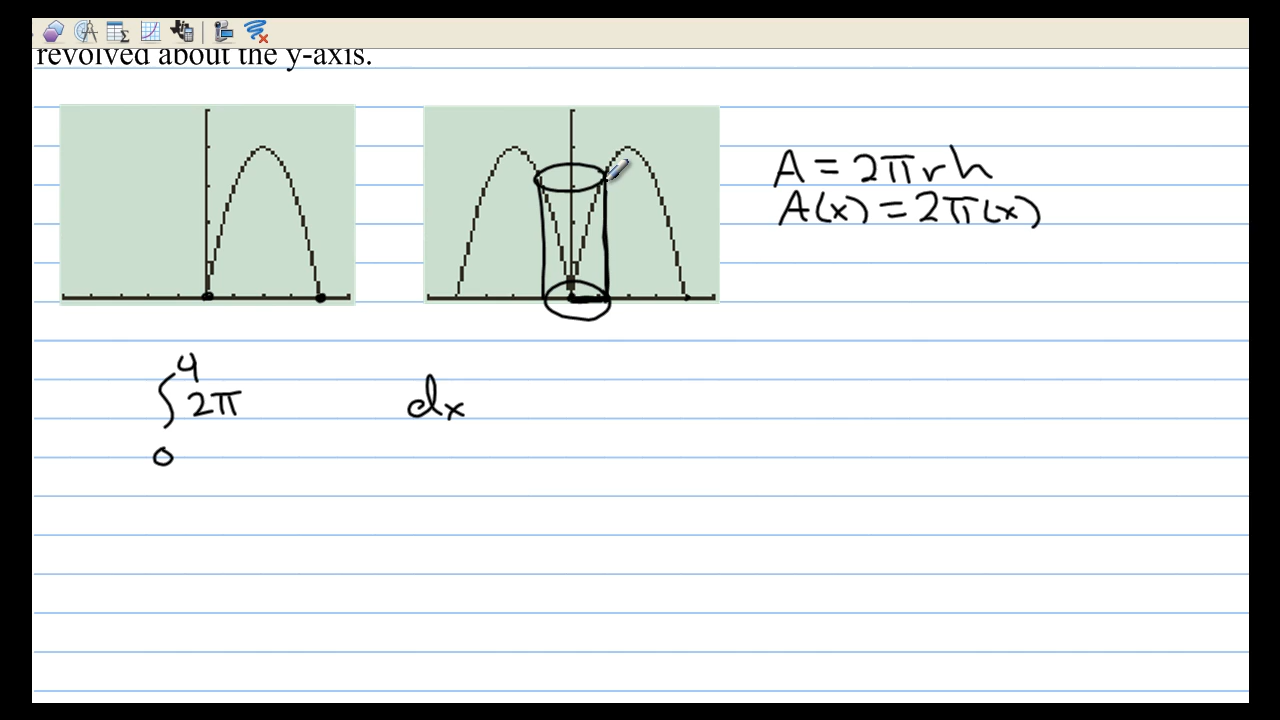 revolved about the y-axis.
A = 2πrh
A(x) = 2π(x)
∫₀⁴ 2π dx